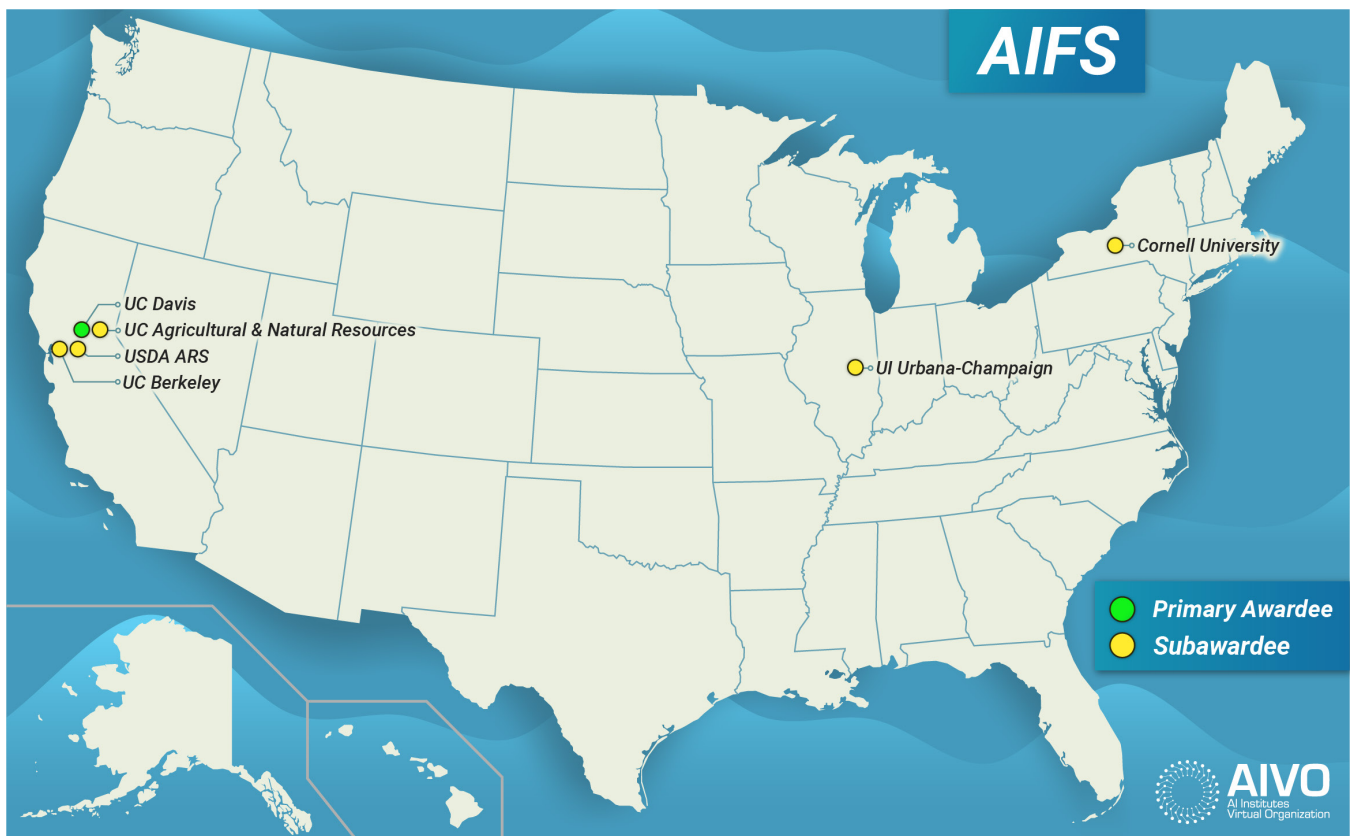 AIFS
Cornell University
UC Davis
UC Agricultural & Natural Resources
USDA ARS
UC Berkeley
UI Urbana-Champaign
Primary Awardee
Subawardee
AIVO
AI Institutes
Virtual Organization